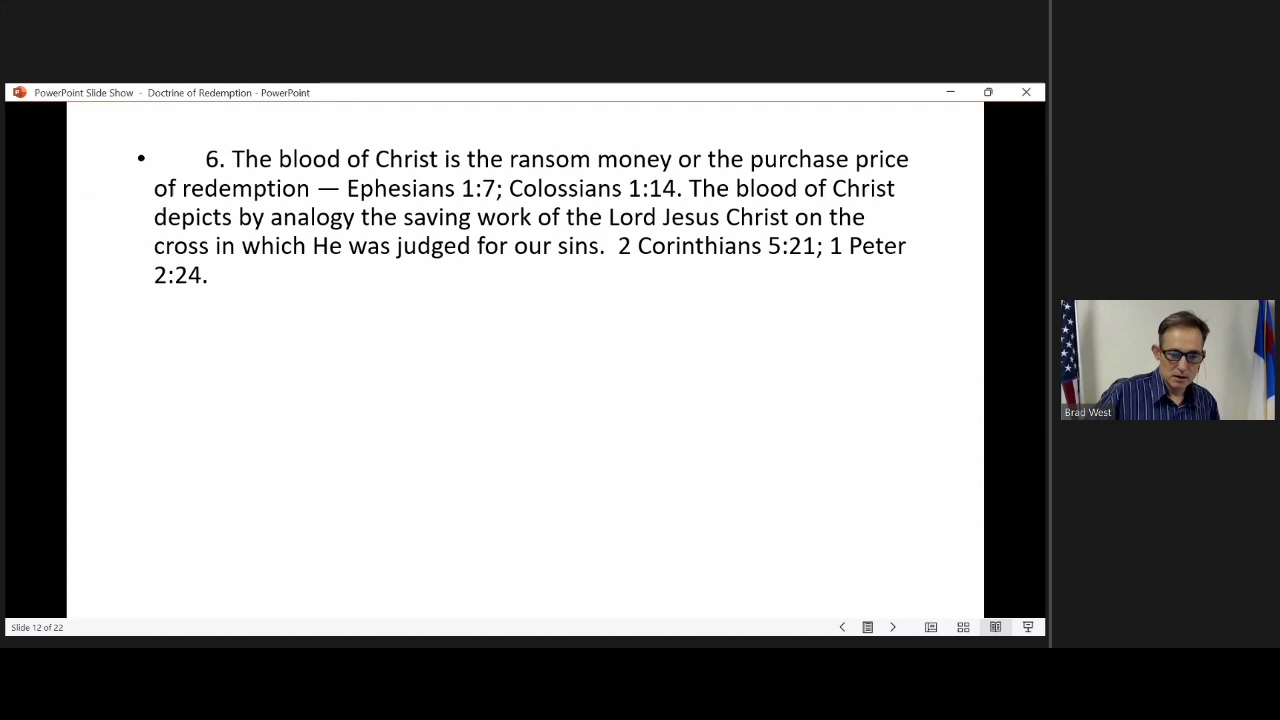 PowerPoint Slide Show - Doctrine of Redemption - PowerPoint
• 6. The blood of Christ is the ransom money or the purchase price
of redemption — Ephesians 1:7; Colossians 1:14. The blood of Christ
depicts by analogy the saving work of the Lord Jesus Christ on the
cross in which He was judged for our sins.  2 Corinthians 5:21; 1 Peter
2:24.
Brad West
Slide 12 of 22